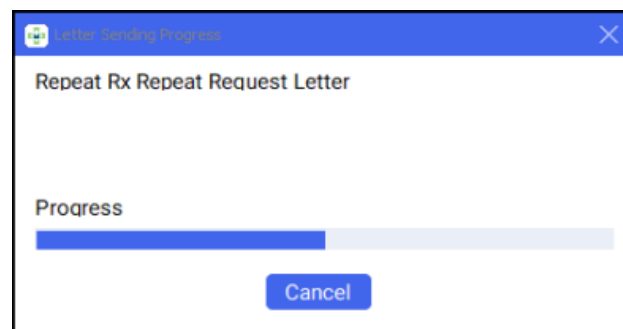 Letter Sending Progress
Repeat Rx Repeat Request Letter
Progress
Cancel